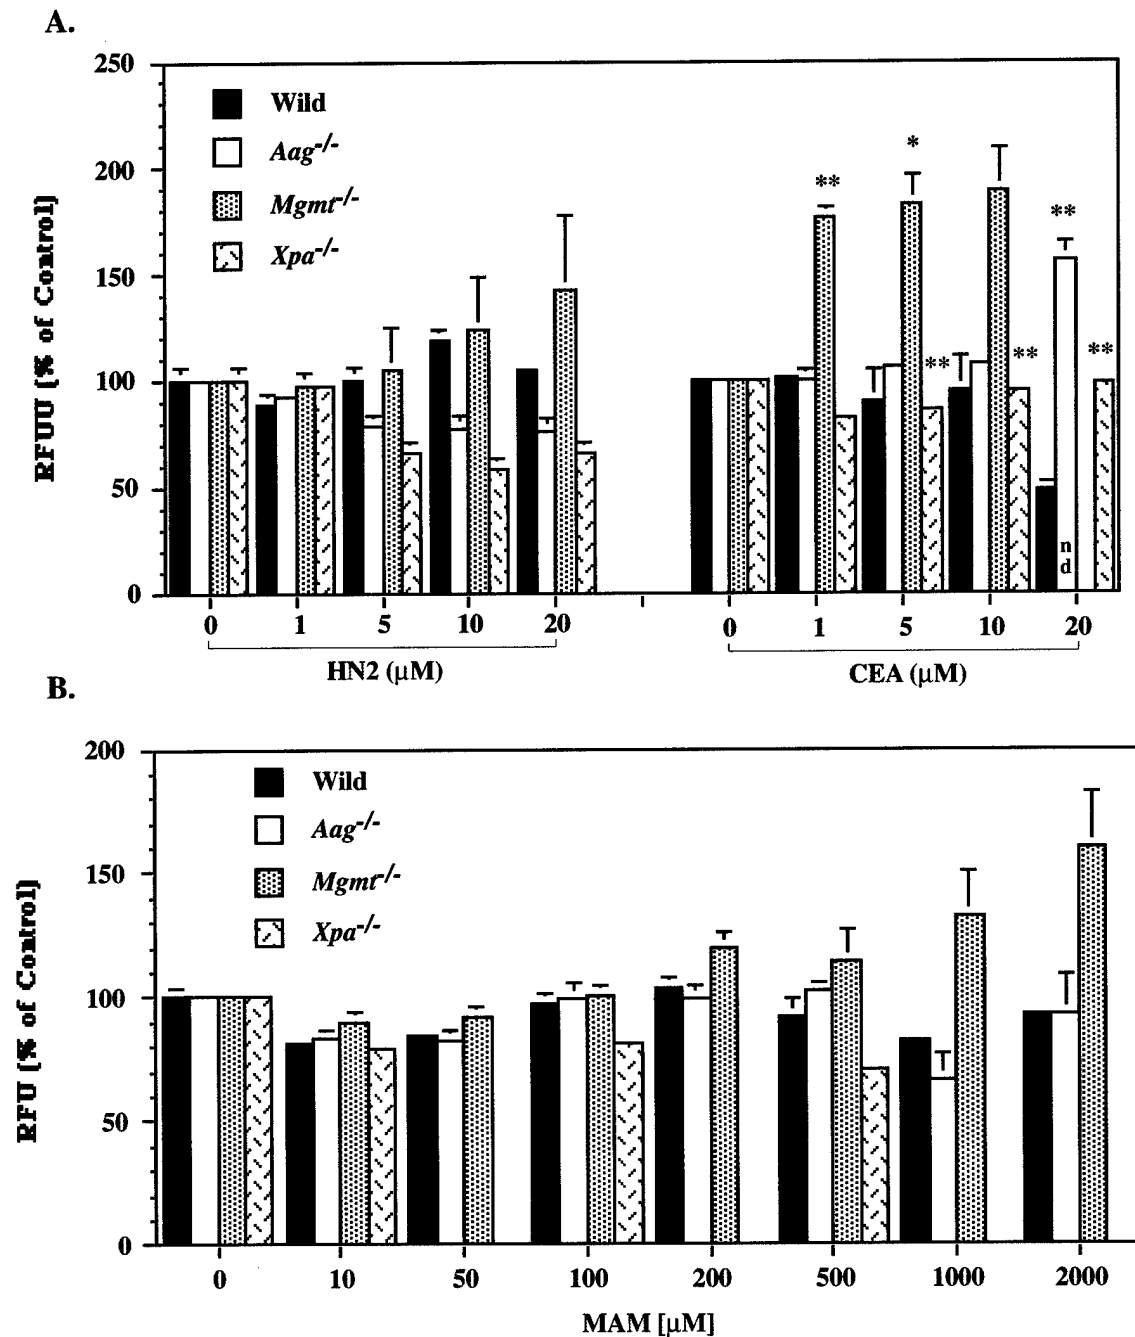 A.
250
200
150
100
50
0
RFUU [% of Control]
Wild
Aag-/-
Mgmt-/-
Xpa-/-
**
*
**
**
**
**
n
d
0 1 5 10 20 0 1 5 10 20
HN2 (μM) CEA (μM)
B.
200
150
100
50
0
RFU [% of Control]
Wild
Aag-/-
Mgmt-/-
Xpa-/-
0 10 50 100 200 500 1000 2000
MAM [μM]